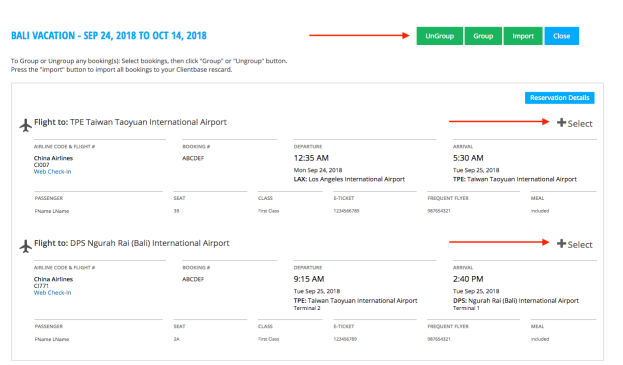 BALI VACATION - SEP 24, 2018 TO OCT 14, 2018
UnGroup Group Import Close
To Group or Ungroup any booking(s): Select bookings, then click "Group" or "Ungroup" button.
Press the "Import" button to import all bookings to your Clientbase rescard.
Reservation Details
Flight to: TPE Taiwan Taoyuan International Airport
Select
AIRLINE CODE & FLIGHT # BOOKING # DEPARTURE ARRIVAL
China Airlines ABCDEF 12:35 AM 5:30 AM
CI007
Web Check-In Mon Sep 24, 2018 Tue Sep 25, 2018
LAX: Los Angeles International Airport TPE: Taiwan Taoyuan International Airport
PASSENGER SEAT CLASS E-TICKET FREQUENT FLYER MEAL
FName LName 3B First Class 1234566789 987654321 Included
Flight to: DPS Ngurah Rai (Bali) International Airport
Select
AIRLINE CODE & FLIGHT # BOOKING # DEPARTURE ARRIVAL
China Airlines ABCDEF 9:15 AM 2:40 PM
CI771
Web Check-In Tue Sep 25, 2018 Tue Sep 25, 2018
TPE: Taiwan Taoyuan International Airport DPS: Ngurah Rai (Bali) International Airport
Terminal 2 Terminal 1
PASSENGER SEAT CLASS E-TICKET FREQUENT FLYER MEAL
FName LName 2A First Class 123456789 987654321 Included